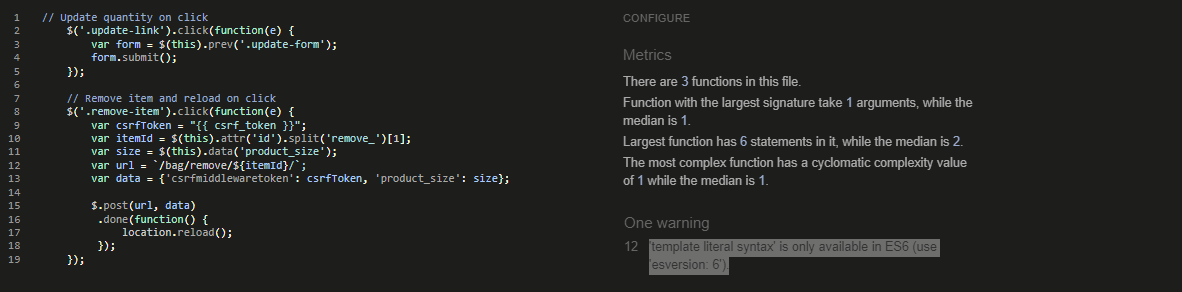 1 // Update quantity on click
2 $('.update-link').click(function(e) {
3 var form = $(this).prev('.update-form');
4 form.submit();
5 });
6
7 // Remove item and reload on click
8 $('.remove-item').click(function(e) {
9 var csrfToken = "{{ csrf_token }}";
10 var itemId = $(this).attr('id').split('remove_')[1];
11 var size = $(this).data('product_size');
12 var url = `/bag/remove/${itemId}/`;
13 var data = {'csrfmiddlewaretoken': csrfToken, 'product_size': size};
14
15 $.post(url, data)
16 .done(function() {
17 location.reload();
18 });
19 });
CONFIGURE
Metrics
There are 3 functions in this file.
Function with the largest signature take 1 arguments, while the
median is 1.
Largest function has 6 statements in it, while the median is 2.
The most complex function has a cyclomatic complexity value
of 1 while the median is 1.
One warning
12 'template literal syntax' is only available in ES6 (use
'esversion: 6').